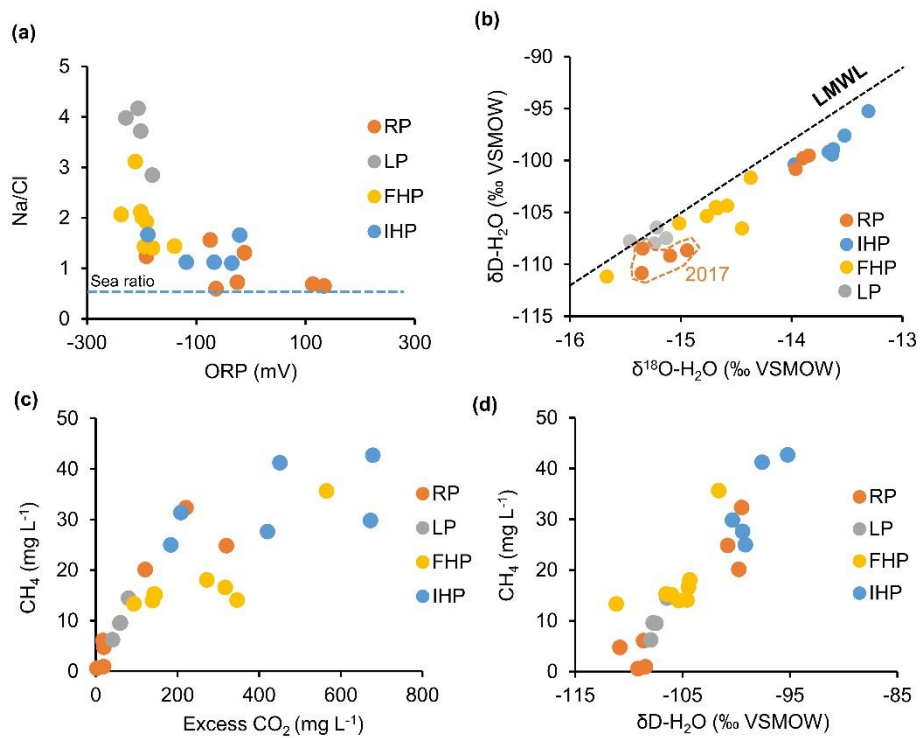 (a)
Na/Cl
5
4
3
2
1
0
Sea ratio
-300
-100
100
300
ORP (mV)
RP
LP
FHP
IHP
(b)
δD-H₂O
(‰ VSMOW)
-90
-95
-100
-105
-110
-115
LMWL
2017
-16
-15
-14
-13
δ¹⁸O-H₂O (‰ VSMOW)
RP
IHP
FHP
LP
(c)
CH₄ (mg L⁻¹)
50
40
30
20
10
0
0
200
400
600
800
Excess CO₂ (mg L⁻¹)
RP
LP
FHP
IHP
(d)
CH₄ (mg L⁻¹)
50
40
30
20
10
0
-115
-105
-95
-85
δD-H₂O (‰ VSMOW)
RP
LP
FHP
IHP